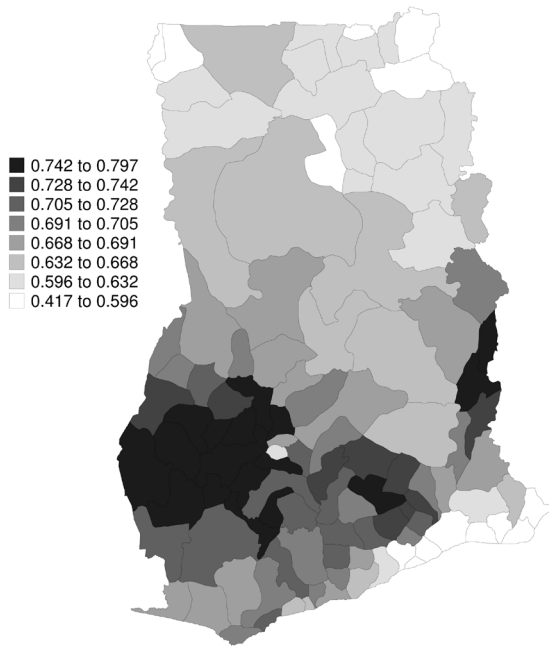 0.742 to 0.797
0.728 to 0.742
0.705 to 0.728
0.691 to 0.705
0.668 to 0.691
0.632 to 0.668
0.596 to 0.632
0.417 to 0.596